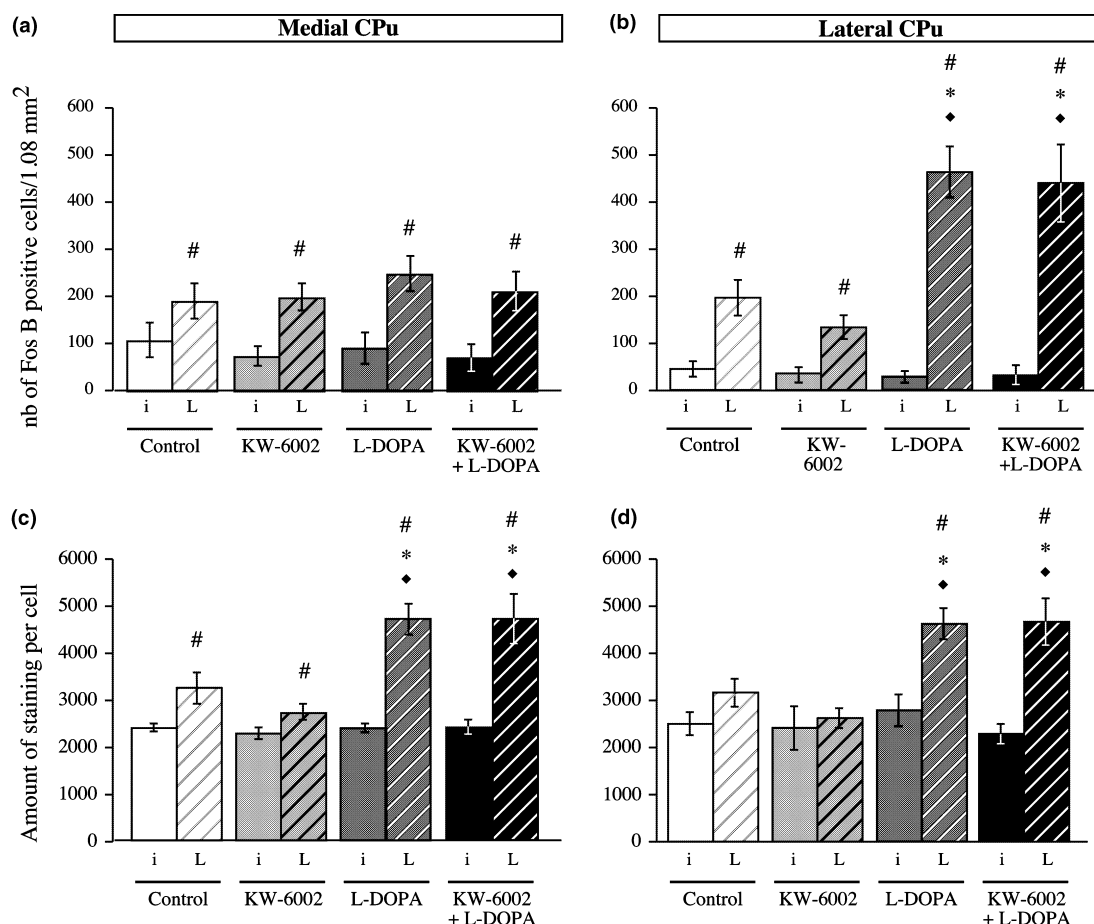 (a)
Medial CPu
nb of Fos B positive cells/1.08 mm2
600
500
400
300
200
100
0
#
#
#
#
i L i L i L i L
Control KW-6002 L-DOPA KW-6002
+ L-DOPA
(b)
Lateral CPu
600
500
400
300
200
100
0
#
#
#
*
◆
#
*
◆
i L i L i L i L
Control KW-
6002 L-DOPA KW-6002
+L-DOPA
(c)
Amount of staining per cell
6000
5000
4000
3000
2000
1000
0
#
#
#
*
◆
#
*
◆
i L i L i L i L
Control KW-6002 L-DOPA KW-6002
+ L-DOPA
(d)
6000
5000
4000
3000
2000
1000
0
#
*
◆
#
*
◆
i L i L i L i L
Control KW-6002 L-DOPA KW-6002
+ L-DOPA